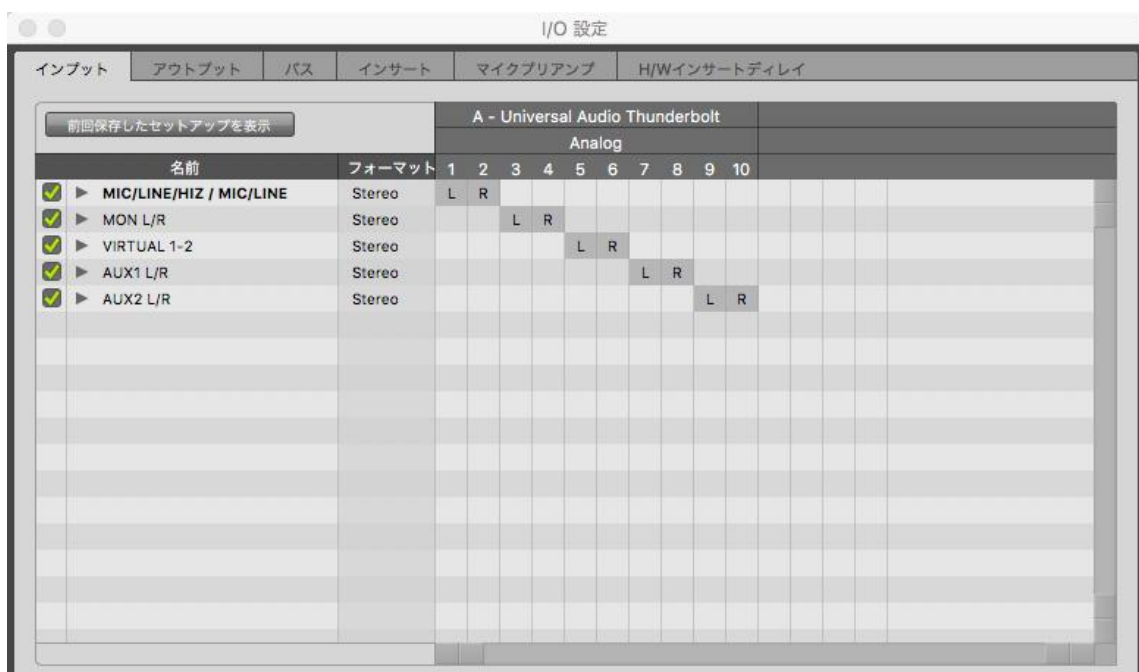 I/O 設定
インプット アウトプット バス インサート マイクプリアンプ H/Wインサートディレイ
前回保存したセットアップを表示
A - Universal Audio Thunderbolt
Analog
名前 フォーマット 1 2 3 4 5 6 7 8 9 10
MIC/LINE/HIZ / MIC/LINE Stereo L R
MON L/R Stereo L R
VIRTUAL 1-2 Stereo L R
AUX1 L/R Stereo L R
AUX2 L/R Stereo L R